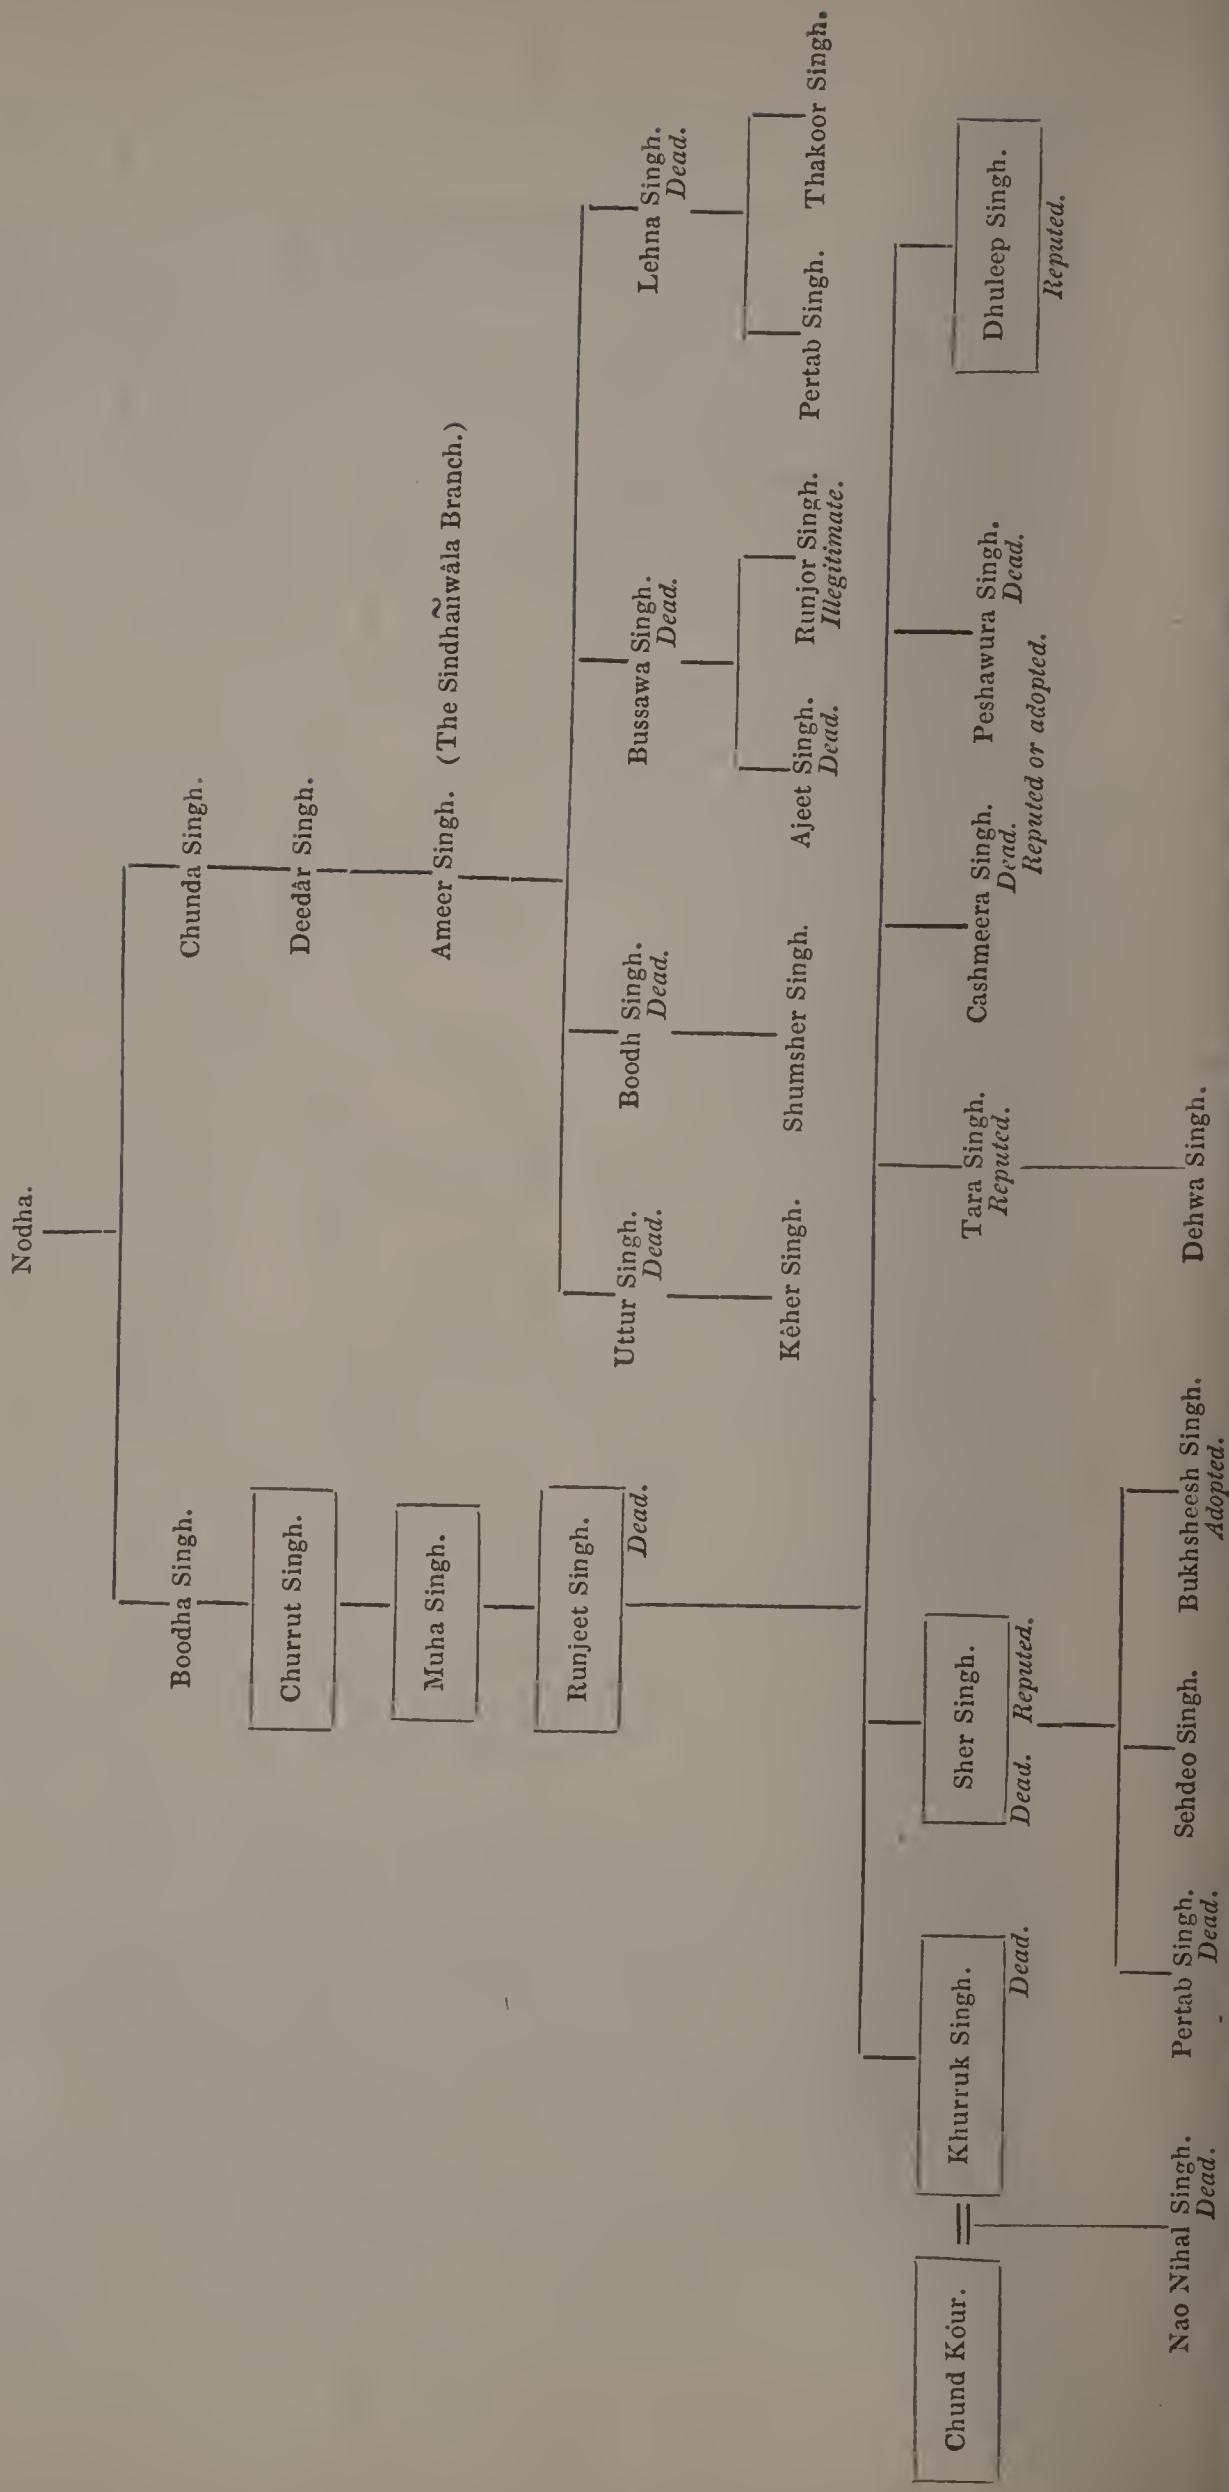 Nodha.
Boodha Singh.
Chunda Singh.
Churrut Singh.
Deedâr Singh.
Muha Singh.
Ameer Singh. (The Sindhañwâla Branch.)
Runjeet Singh.
Dead.
Uttur Singh.
Dead.
Boodh Singh.
Dead.
Bussawa Singh.
Dead.
Lehna Singh.
Dead.
Kêher Singh.
Shumsher Singh.
Ajeet Singh.
Dead.
Runjor Singh.
Illegitimate.
Pertab Singh.
Thakoor Singh.
Chund Kour.
=
Khurruk Singh.
Dead.
Sher Singh.
Dead. Reputed.
Tara Singh.
Reputed.
Cashmeera Singh.
Dead.
Peshawura Singh.
Dead.
Reputed or adopted.
Dhuleep Singh.
Reputed.
Nao Nihal Singh.
Dead.
Pertab Singh.
Dead.
Sehdeo Singh.
Bukhsheesh Singh.
Adopted.
Dehwa Singh.